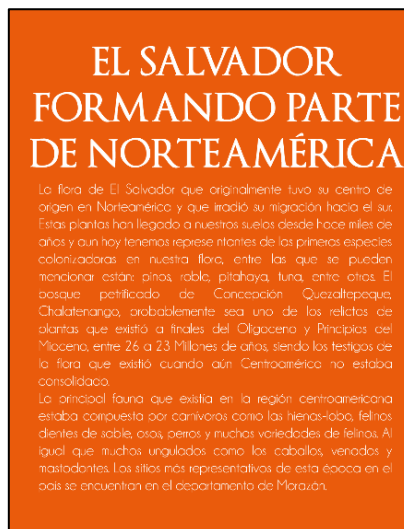 EL SALVADOR
FORMANDO PARTE
DE NORTEAMÉRICA
La flora de El Salvador que originalmente tuvo su centro de
origen en Norteamérica y que irradió su migración hacia el sur.
Estas plantas han llegado a nuestros suelos desde hace miles de
años y aun hoy tenemos represe ntantes de las primeras especies
colonizadoras en nuestra flora, entre las que se pueden
mencionar están: pinos, roble, pitahaya, tuna, entre otros. El
bosque petrificado de Concepción Quezaltepeque,
Chalatenango, probablemente sea uno de los relictos de
plantas que existió a finales del Oligoceno y Principios del
Mioceno, entre 26 a 23 Millones de años, siendo los testigos de
la flora que existió cuando aún Centroamérica no estaba
consolidado.
La principal fauna que existía en la región centroamericana
estaba compuesta por carnívoros como las hienas-lobo, felinos
dientes de sable, osos, perros y muchas variedades de felinos. Al
igual que muchos ungulados como los caballos, venados y
mastodontes. Los sitios más representativos de esta época en el
país se encuentran en el departamento de Morazán.